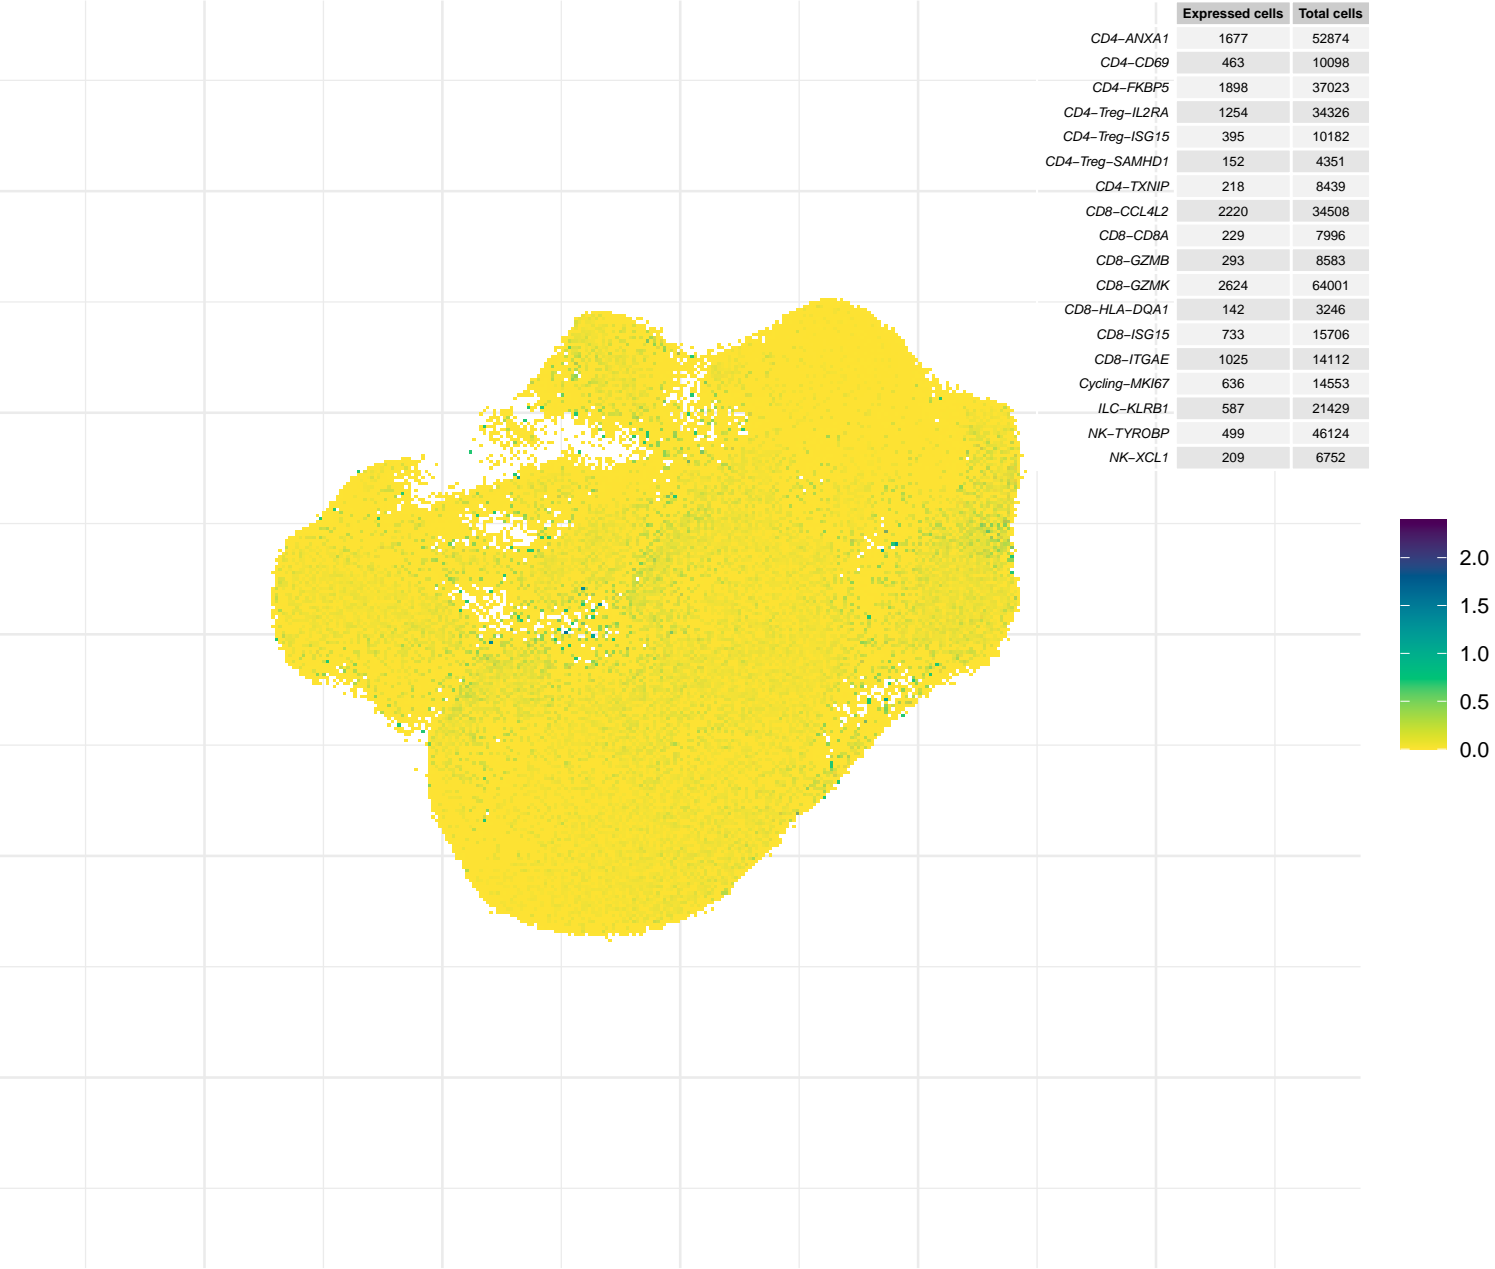 Expressed cells Total cells
CD4−ANXA1 1677 52874
CD4−CD69 463 10098
CD4−FKBP5 1898 37023
CD4−Treg−IL2RA 1254 34326
CD4−Treg−ISG15 395 10182
CD4−Treg−SAMHD1 152 4351
CD4−TXNIP 218 8439
CD8−CCL4L2 2220 34508
CD8−CD8A 229 7996
CD8−GZMB 293 8583
CD8−GZMK 2624 64001
CD8−HLA−DQA1 142 3246
CD8−ISG15 733 15706
CD8−ITGAE 1025 14112
Cycling−MKI67 636 14553
ILC−KLRB1 587 21429
NK−TYROBP 499 46124
NK−XCL1 209 6752
2.0
1.5
1.0
0.5
0.0